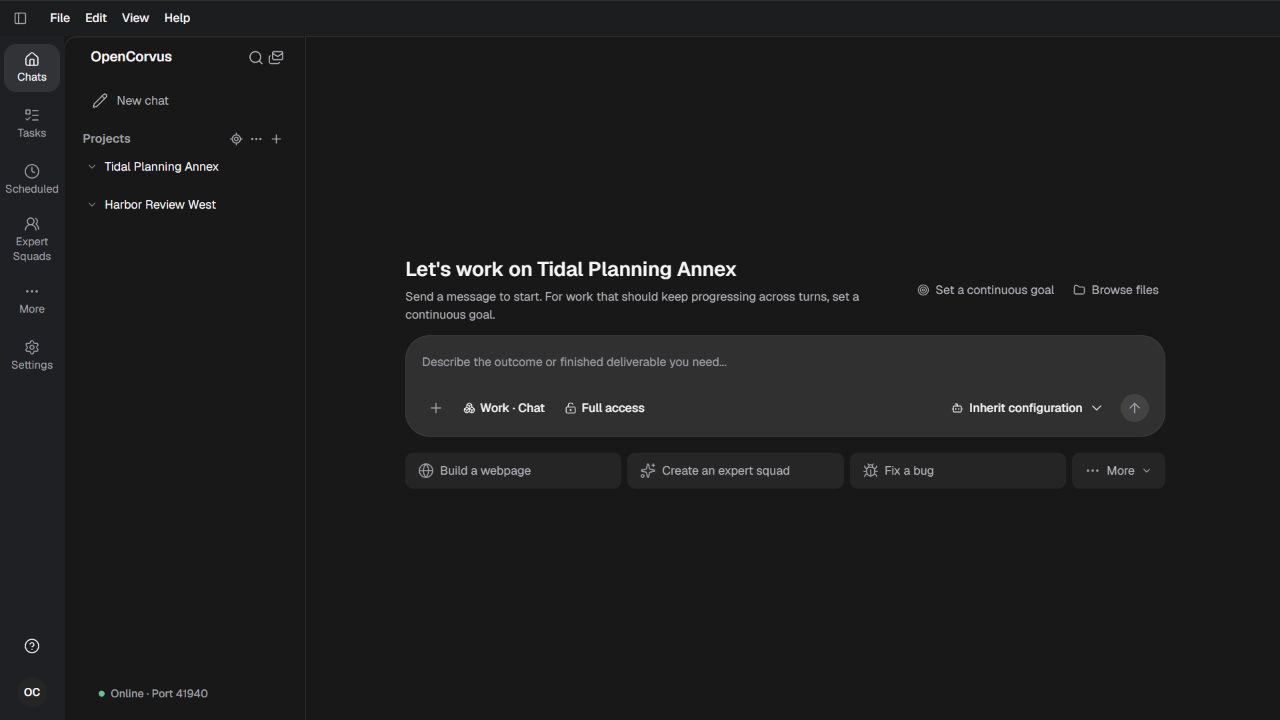 File Edit View Help
Chats
Tasks
Scheduled
Expert
Squads
More
Settings
OC
OpenCorvus
New chat
Projects
Tidal Planning Annex
Harbor Review West
Online · Port 41940
Let's work on Tidal Planning Annex
Send a message to start. For work that should keep progressing across turns, set a
continuous goal.
Set a continuous goal
Browse files
Describe the outcome or finished deliverable you need...
Work · Chat
Full access
Inherit configuration
Build a webpage
Create an expert squad
Fix a bug
More